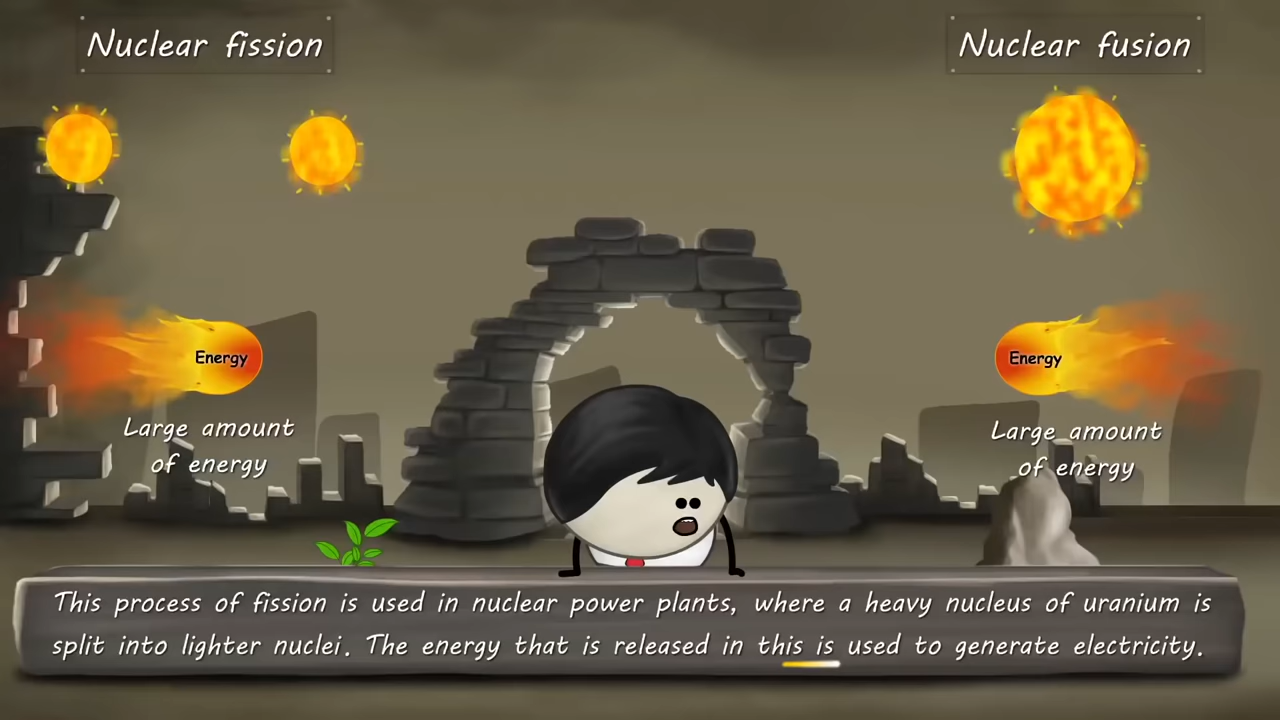 Nuclear fission
Nuclear fusion
Energy
Energy
Large amount
of energy
Large amount
of energy
This process of fission is used in nuclear power plants, where a heavy nucleus of uranium is
split into lighter nuclei. The energy that is released in this is used to generate electricity.